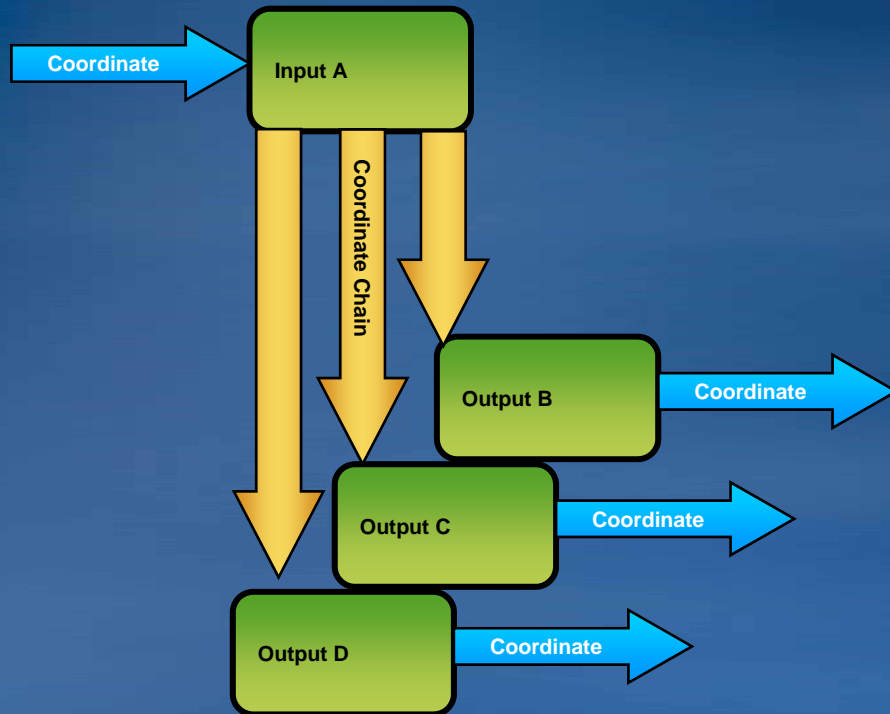 Coordinate
Input A
Coordinate Chain
Output B
Coordinate
Output C
Coordinate
Output D
Coordinate